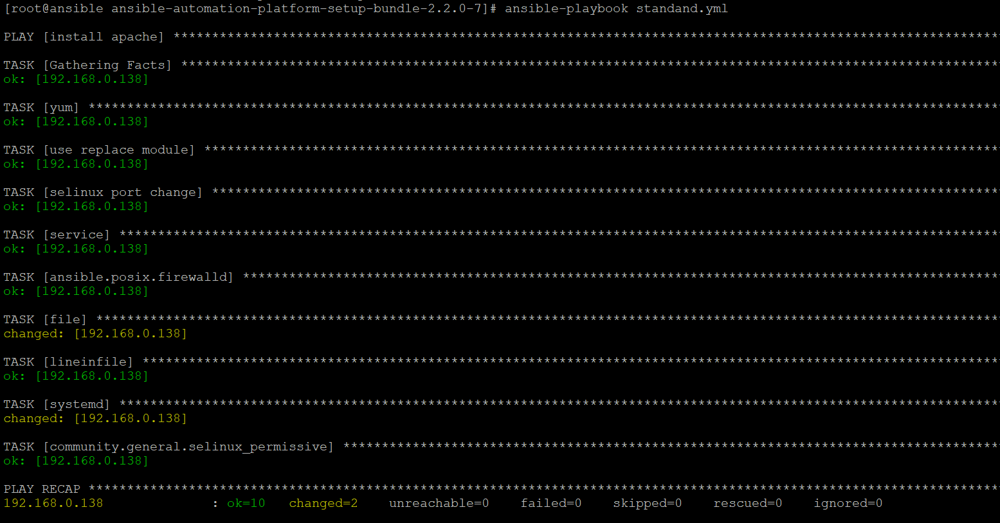 [root@ansible ansible-automation-platform-setup-bundle-2.2.0-7]# ansible-playbook standand.yml
PLAY [install apache] ***********************************************************************************************************
TASK [Gathering Facts] **********************************************************************************************************
ok: [192.168.0.138]
TASK [yum] **********************************************************************************************************************
ok: [192.168.0.138]
TASK [use replace module] *******************************************************************************************************
ok: [192.168.0.138]
TASK [selinux port change] ******************************************************************************************************
ok: [192.168.0.138]
TASK [service] ******************************************************************************************************************
ok: [192.168.0.138]
TASK [ansible.posix.firewalld] **************************************************************************************************
ok: [192.168.0.138]
TASK [file] *********************************************************************************************************************
changed: [192.168.0.138]
TASK [lineinfile] ***************************************************************************************************************
ok: [192.168.0.138]
TASK [systemd] ******************************************************************************************************************
changed: [192.168.0.138]
TASK [community.general.selinux_permissive] *************************************************************************************
ok: [192.168.0.138]
PLAY RECAP **********************************************************************************************************************
192.168.0.138 : ok=10 changed=2 unreachable=0 failed=0 skipped=0 rescued=0 ignored=0